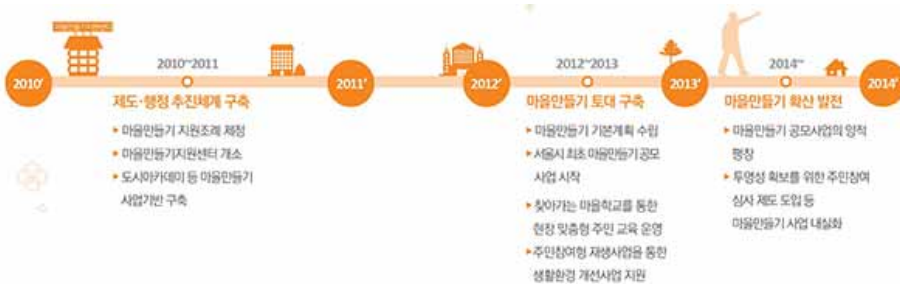 2010~2011
2012~2013
2014~
2010'
2011'
2012'
2013'
2014'
제도·행정 추진체계 구축
▸ 마을만들기 지원조례 제정
▸ 마을만들기지원센터 개소
▸ 도시아카데미 등 마을만들기
사업기반 구축
마을만들기 토대 구축
▸ 마을만들기 기본계획 수립
▸ 서울시 최초 마을만들기 공모
사업 시작
▸ 찾아가는 마을학교를 통한
현장 맞춤형 주민 교육 운영
▸ 주민참여형 재생사업을 통한
생활환경 개선사업 지원
마을만들기 확산 발전
▸ 마을만들기 공모사업의 양적
팽창
▸ 투명성 확보를 위한 주민참여
심사 제도 도입 등
마을만들기 사업 내실화